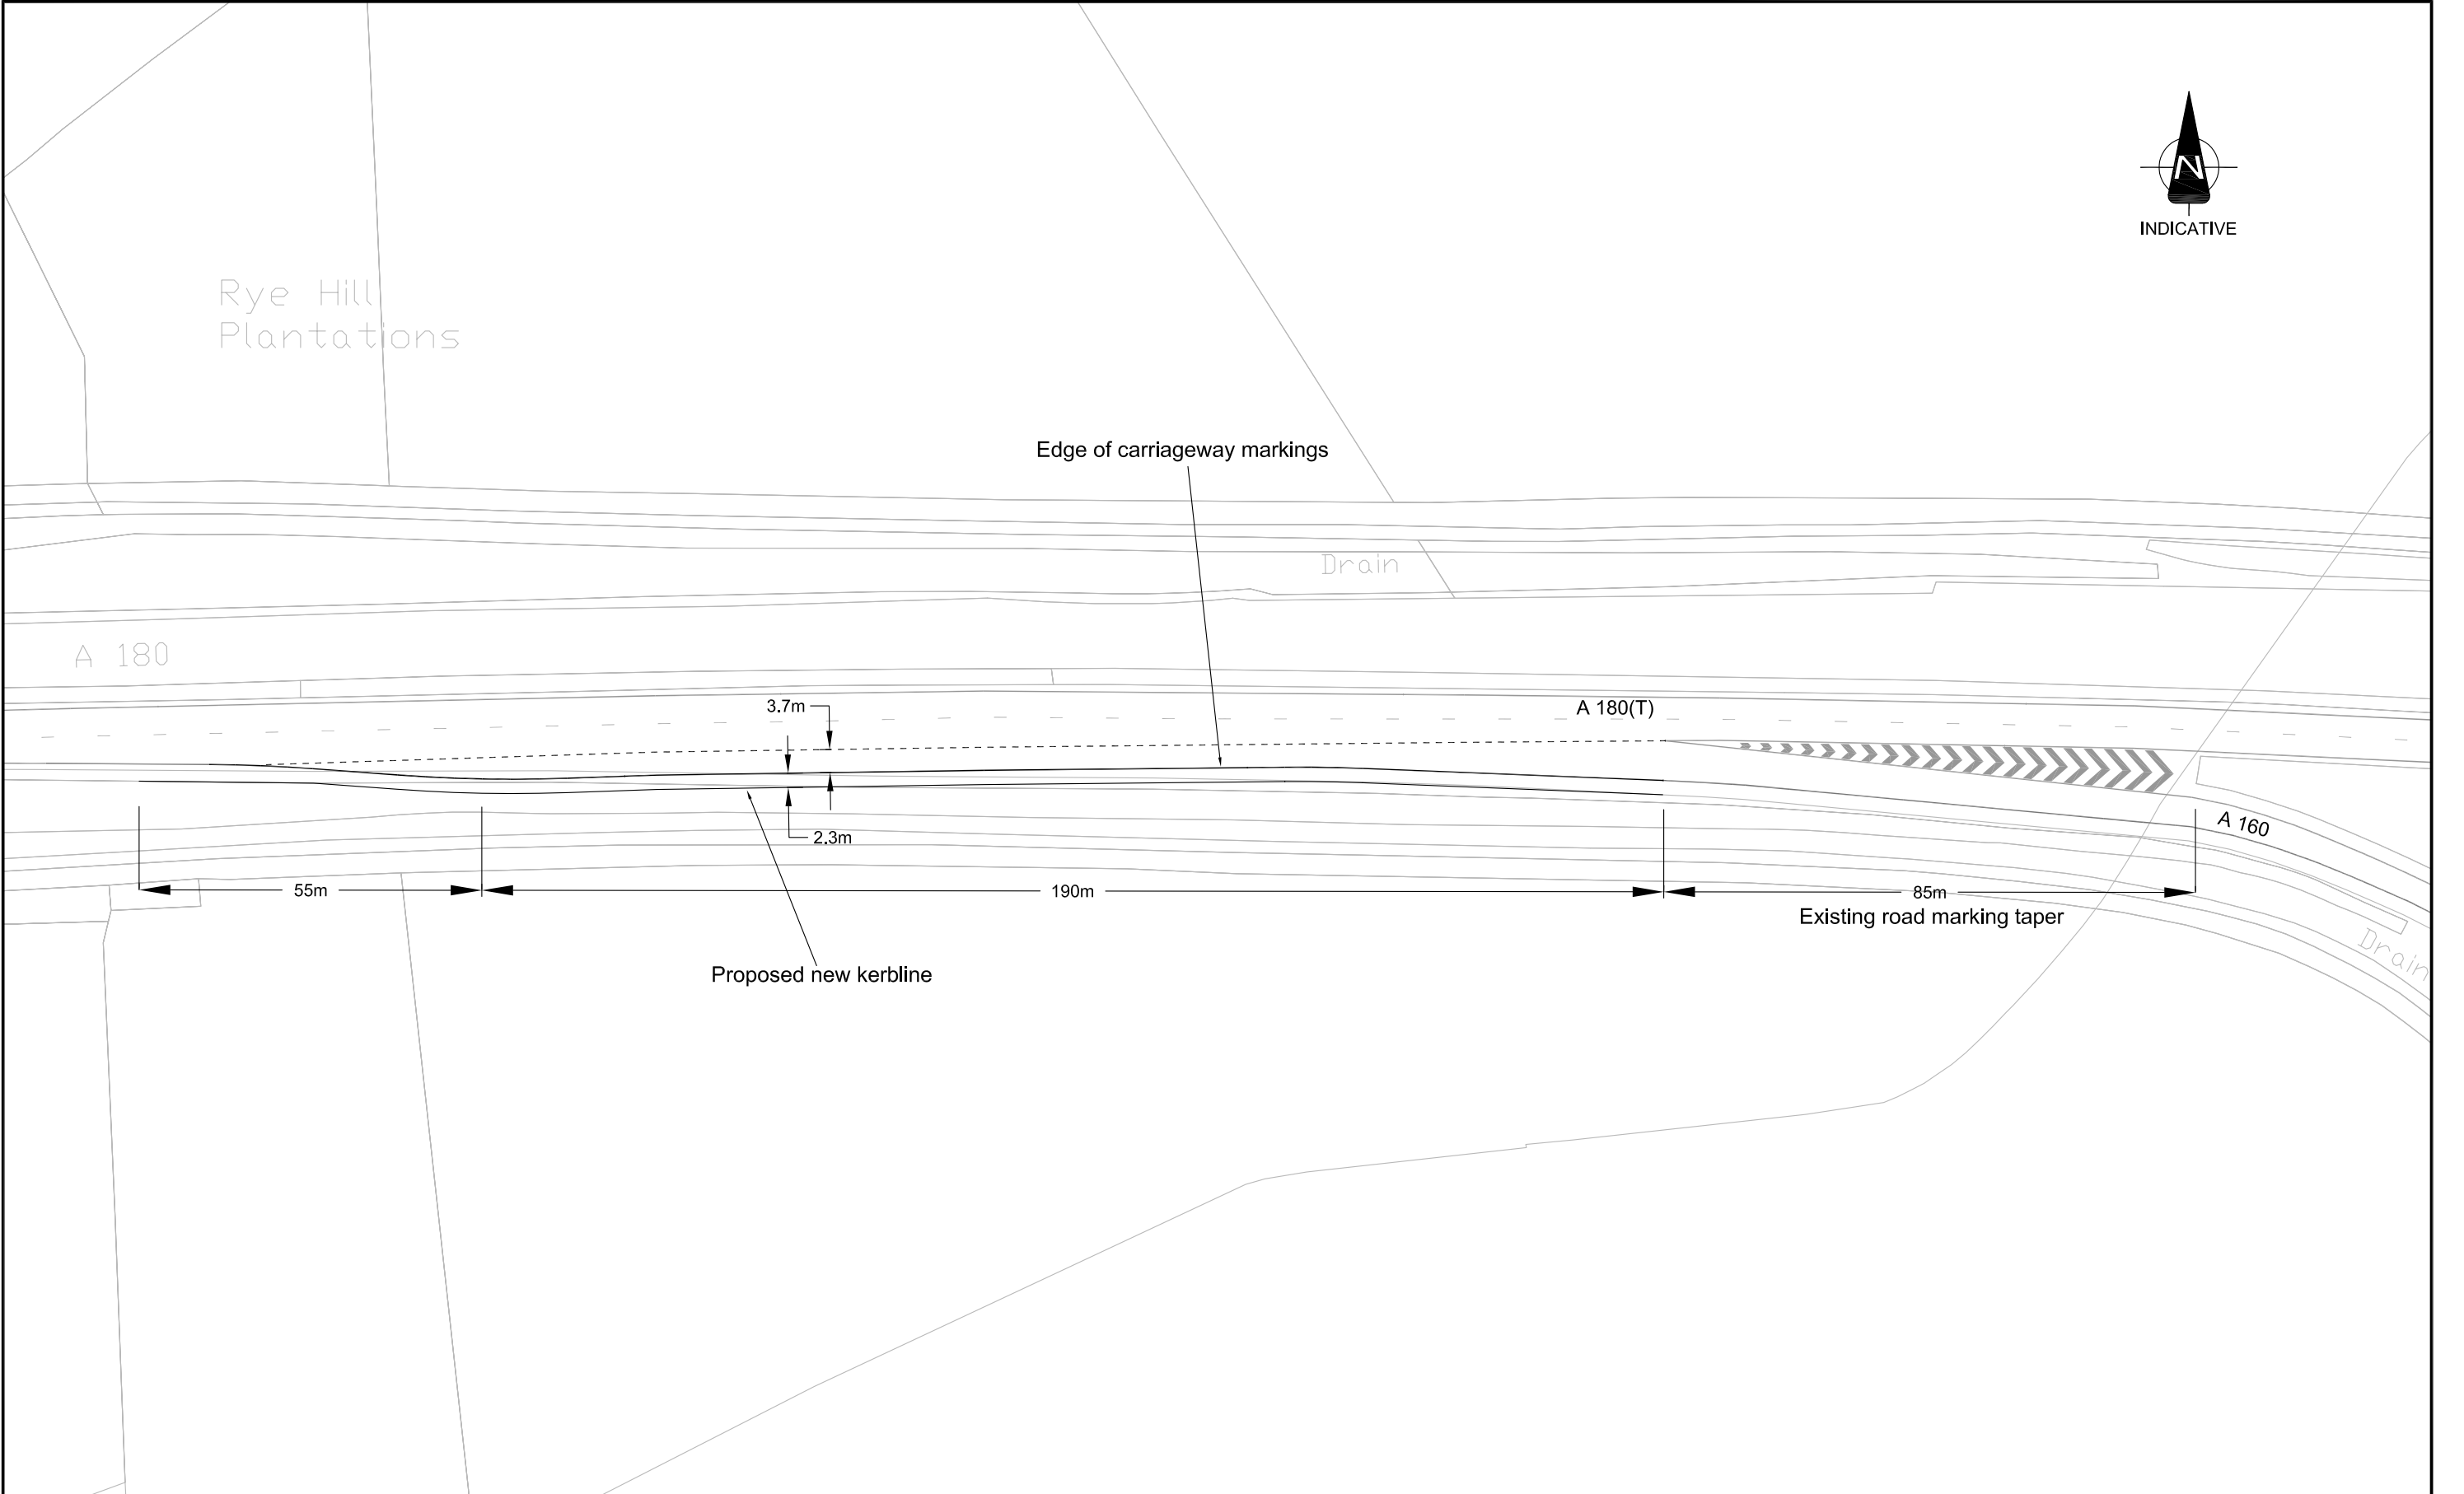 N
INDICATIVE
Rye Hill
Plantations
Edge of carriageway markings
Drain
A 180
3.7m
A 180(T)
2.3m
A 160
55m
190m
85m
Existing road marking taper
Drain
Proposed new kerbline